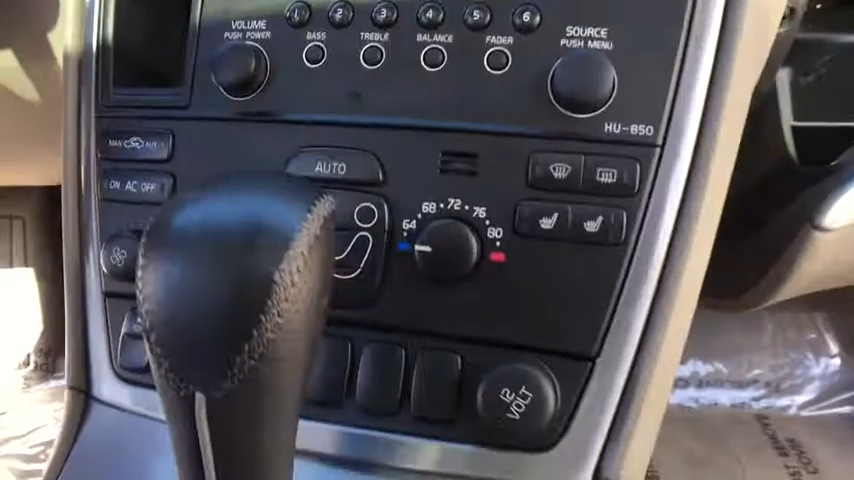 1 2 3 4 5 6
VOLUME
PUSH POWER
BASS
TREBLE
BALANCE
FADER
SOURCE
PUSH MENU
HU-850
MAN AUT
ON AC OFF
AUTO
64 68 72 76 80
12
VOLT